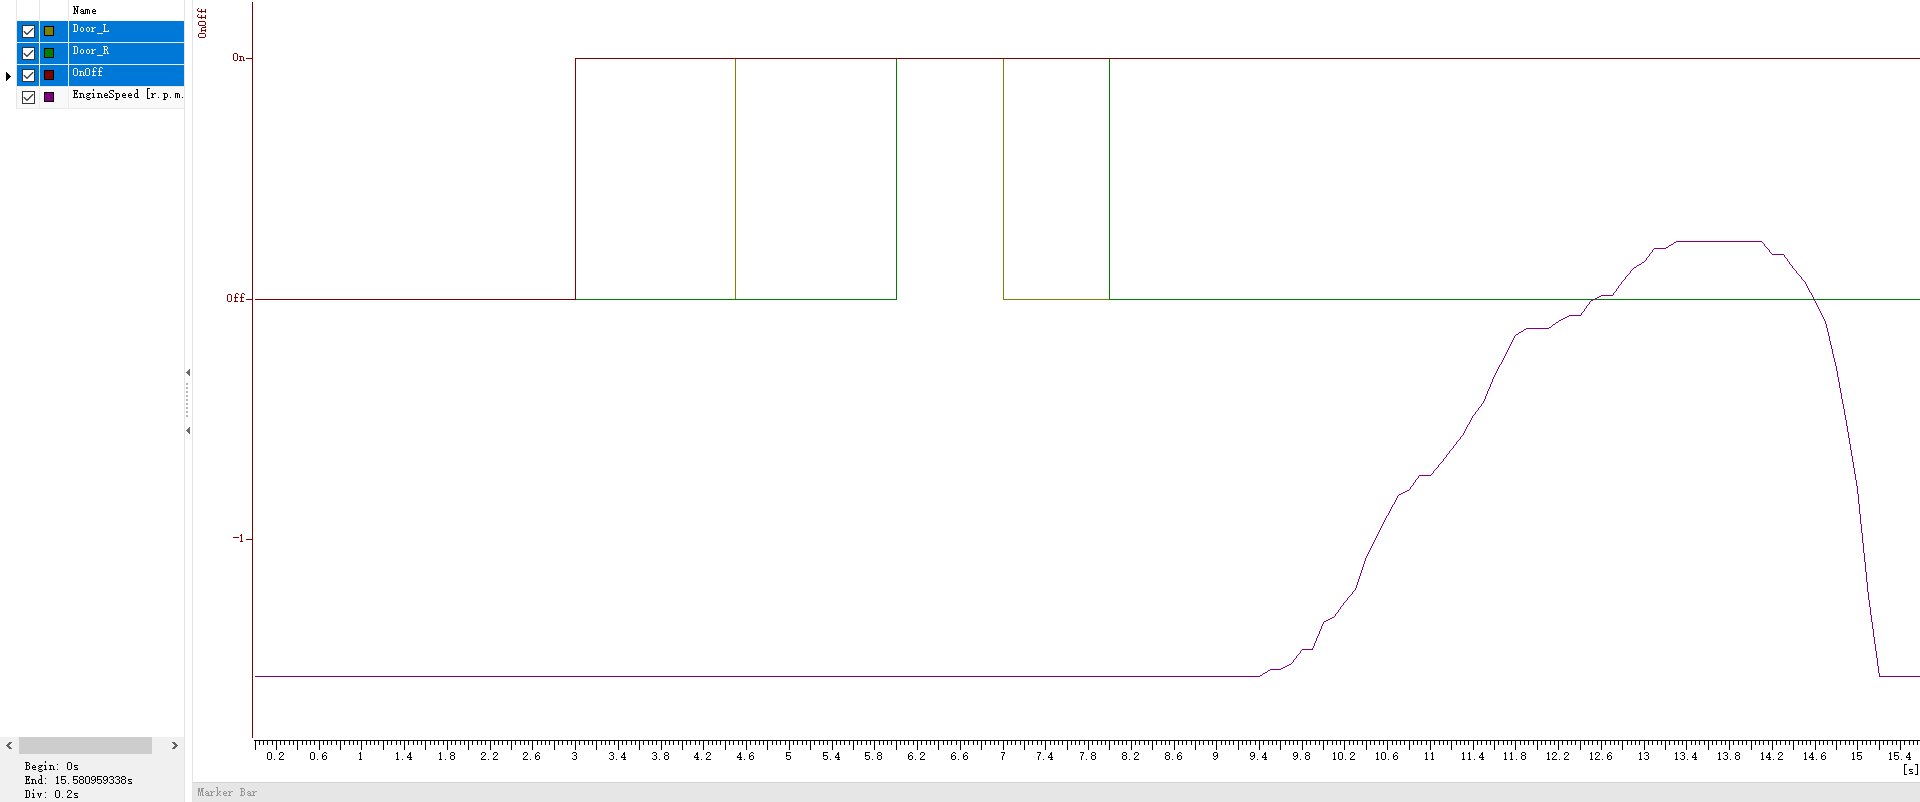 Name
Door_L
Door_R
OnOff
EngineSpeed [r.p.m.
OnOff
On
Off
-1
0.2 0.6 1 1.4 1.8 2.2 2.6 3 3.4 3.8 4.2 4.6 5 5.4 5.8 6.2 6.6 7 7.4 7.8 8.2 8.6 9 9.4 9.8 10.2 10.6 11 11.4 11.8 12.2 12.6 13 13.4 13.8 14.2 14.6 15 15.4
[s]
Begin: 0s
End: 15.580959338s
Div: 0.2s
Marker Bar